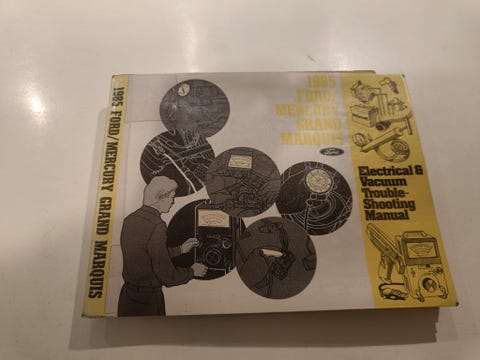 1985 FORD/MERCURY GRAND MARQUIS
1985
FORD/
MERCURY
GRAND
MARQUIS
Ford
Electrical &
Vacuum
Trouble-
Shooting
Manual